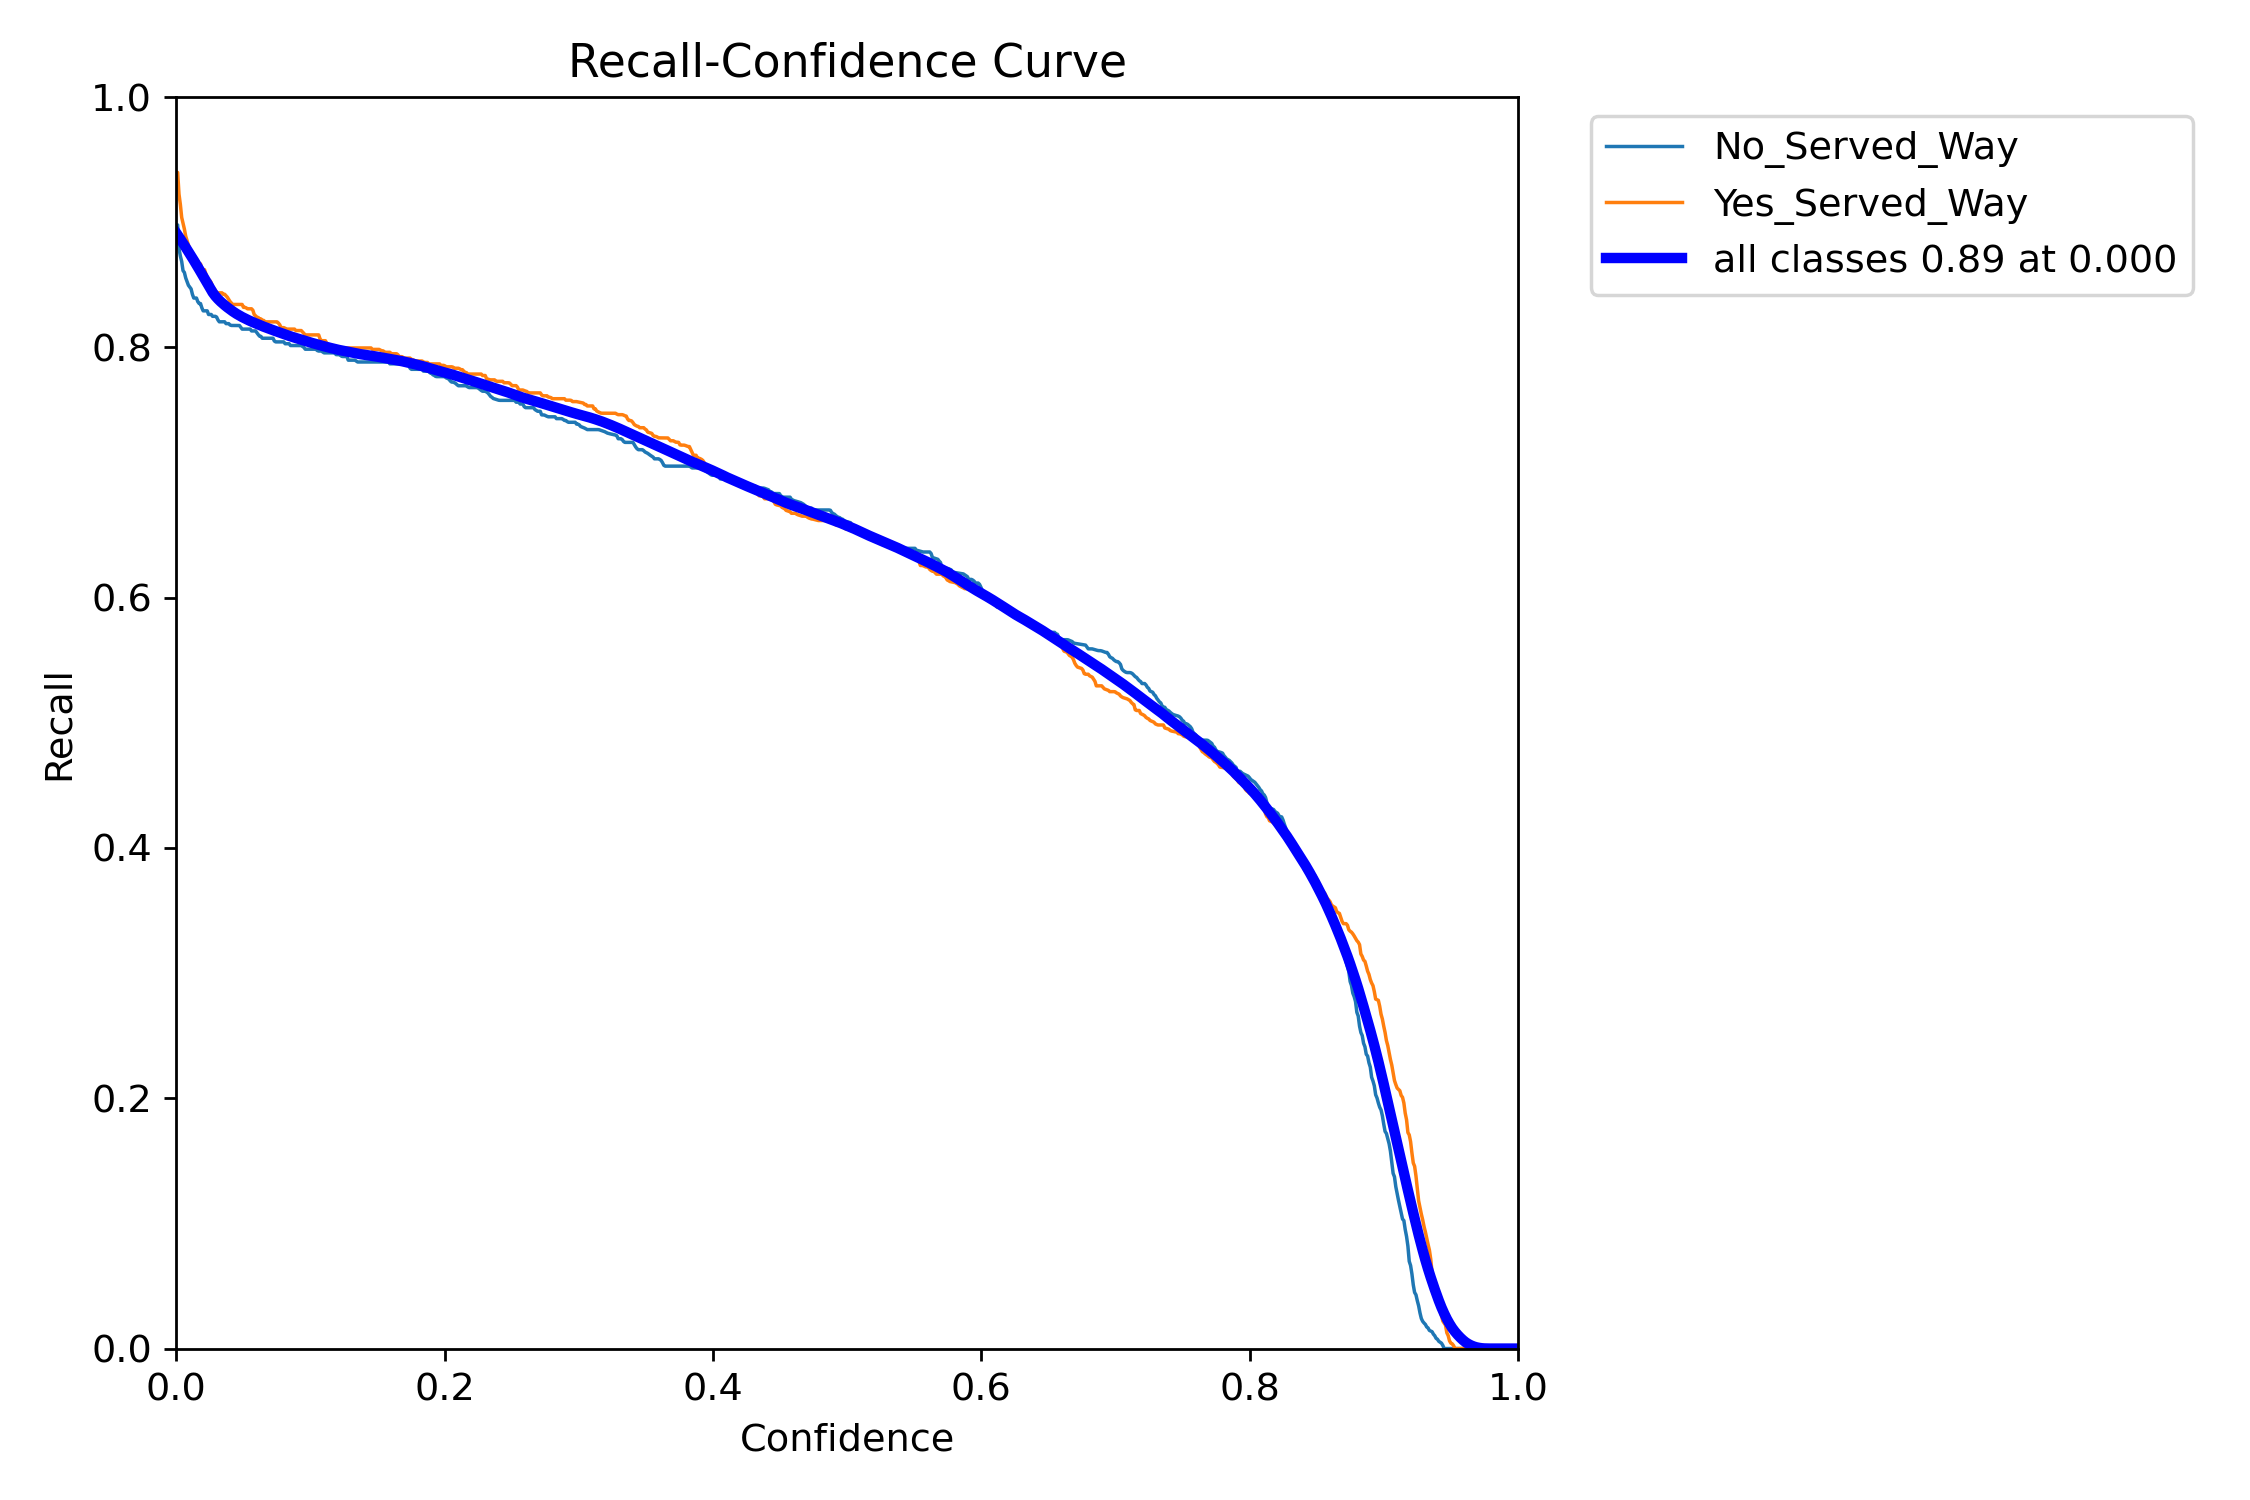 Recall-Confidence Curve
1.0
0.8
0.6
0.4
0.2
0.0
Recall
0.0 0.2 0.4 0.6 0.8 1.0
Confidence
No_Served_Way
Yes_Served_Way
all classes 0.89 at 0.000